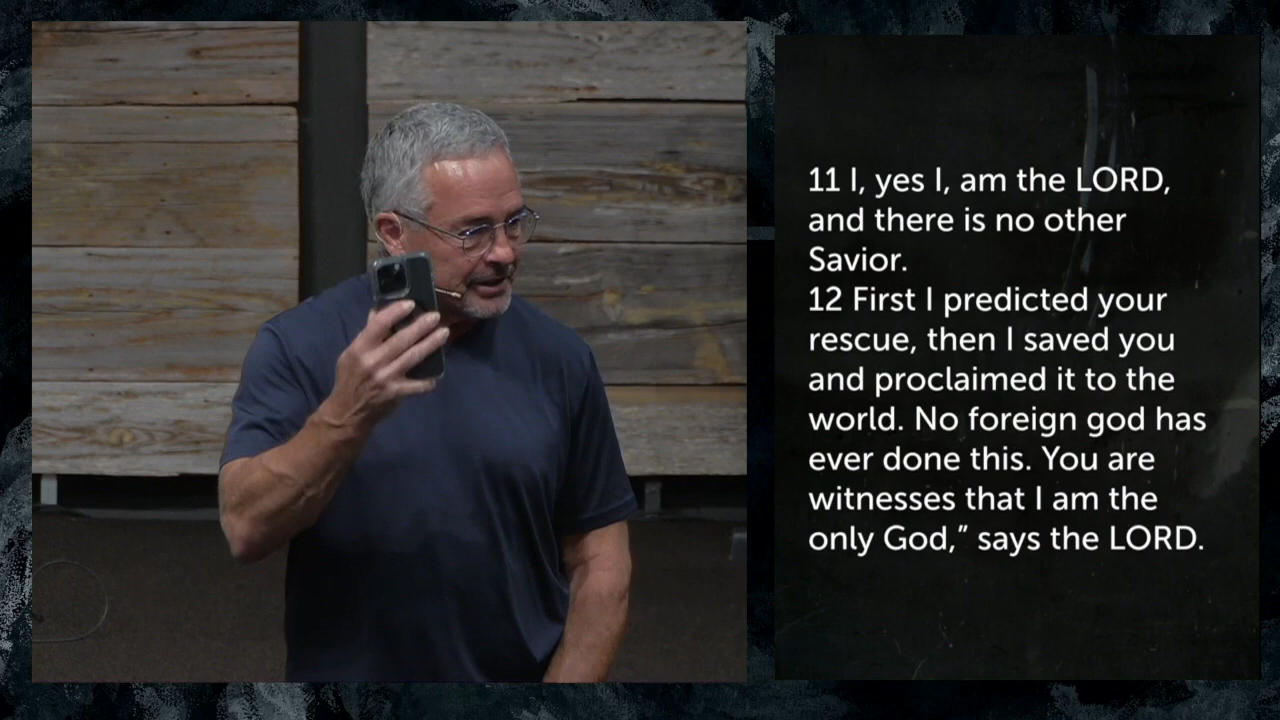 11 I, yes I, am the LORD,
and there is no other
Savior.
12 First I predicted your
rescue, then I saved you
and proclaimed it to the
world. No foreign god has
ever done this. You are
witnesses that I am the
only God,” says the LORD.